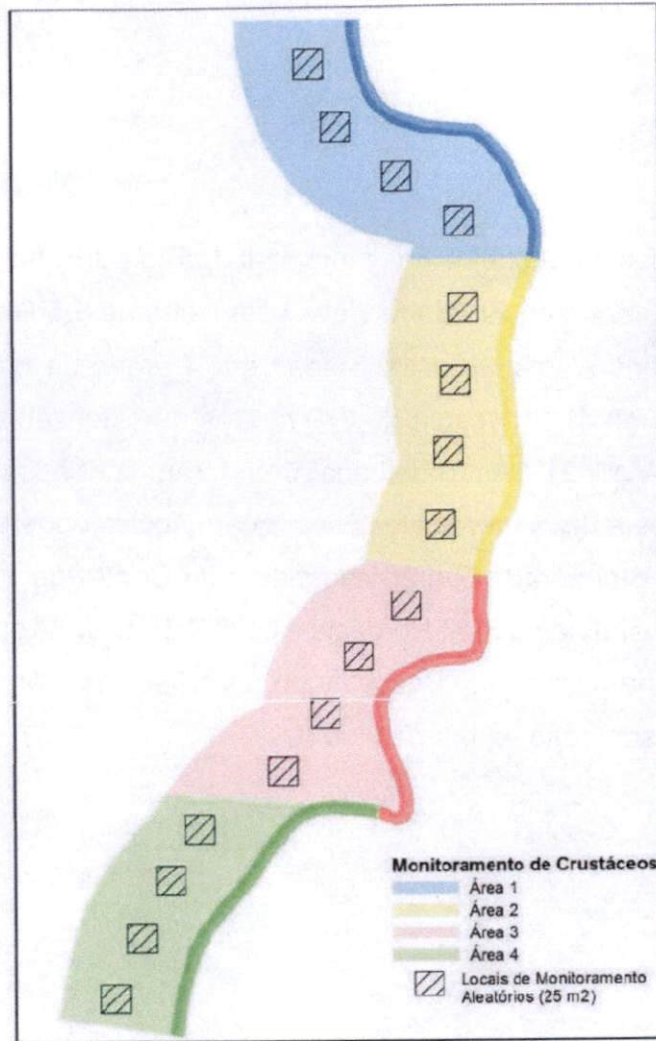 Monitoramento de Crustáceos
Área 1
Área 2
Área 3
Área 4
Locais de Monitoramento
Aleatórios (25 m2)